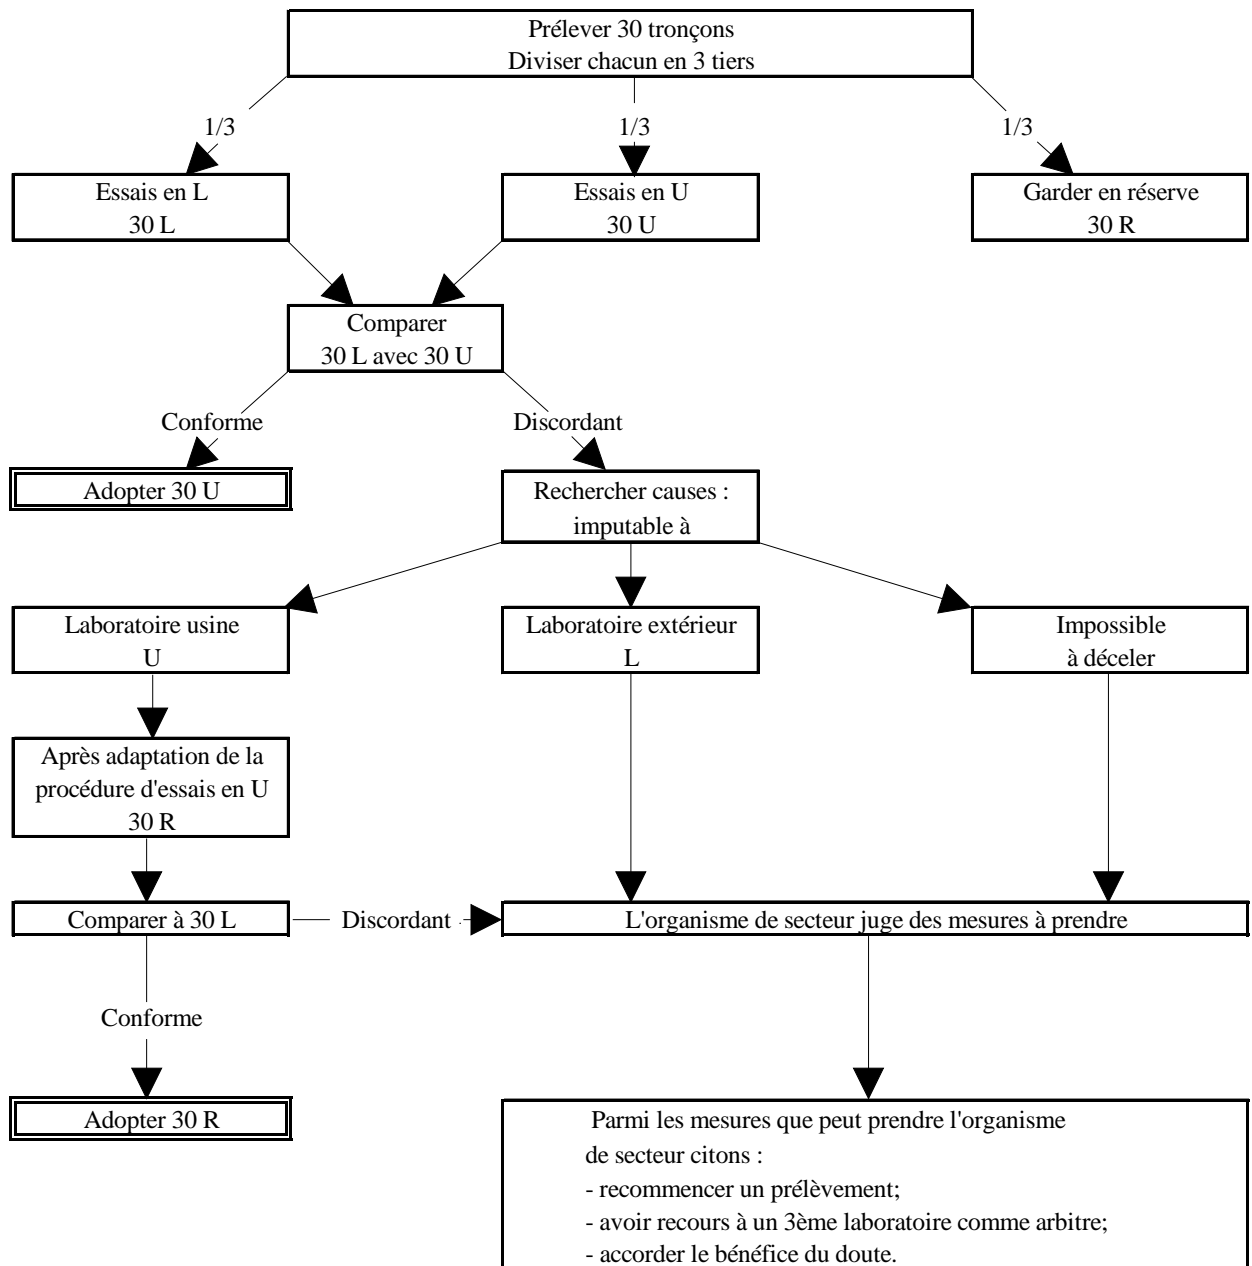 Prélever 30 tronçons
Diviser chacun en 3 tiers
1/3
1/3
1/3
Essais en L
30 L
Essais en U
30 U
Garder en réserve
30 R
Comparer
30 L avec 30 U
Conforme
Discordant
Adopter 30 U
Rechercher causes :
imputable à
Laboratoire usine
U
Laboratoire extérieur
L
Impossible
à déceler
Après adaptation de la
procédure d'essais en U
30 R
Comparer à 30 L
Discordant
L'organisme de secteur juge des mesures à prendre
Conforme
Adopter 30 R
Parmi les mesures que peut prendre l'organisme
de secteur citons :
- recommencer un prélèvement;
- avoir recours à un 3ème laboratoire comme arbitre;
- accorder le bénéfice du doute.